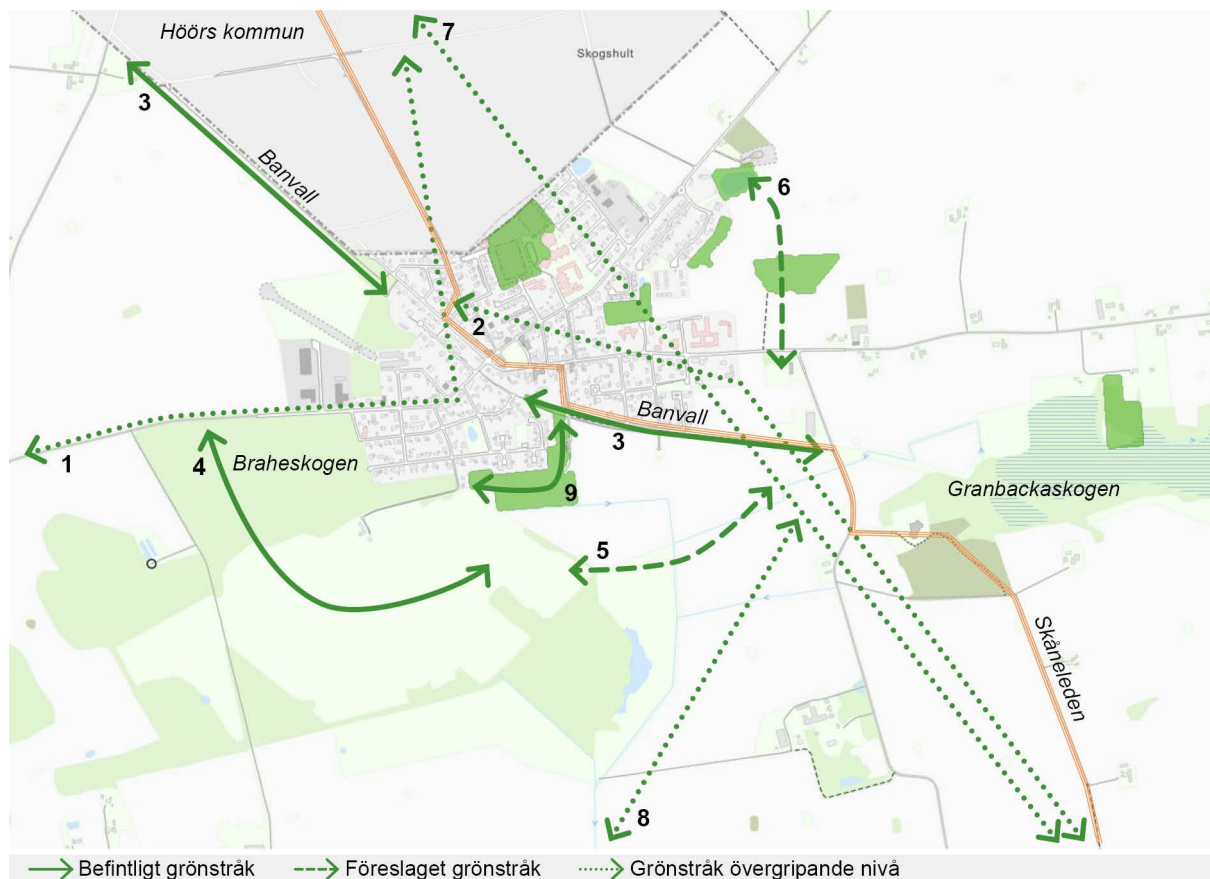 Höörs kommun
7
Skogshult
3
Banvall
6
2
Banvall
3
1
4
Braheskogen
9
Granbackaskogen
5
Skåneleden
8
Befintligt grönstråk
Föreslaget grönstråk
Grönstråk övergripande nivå